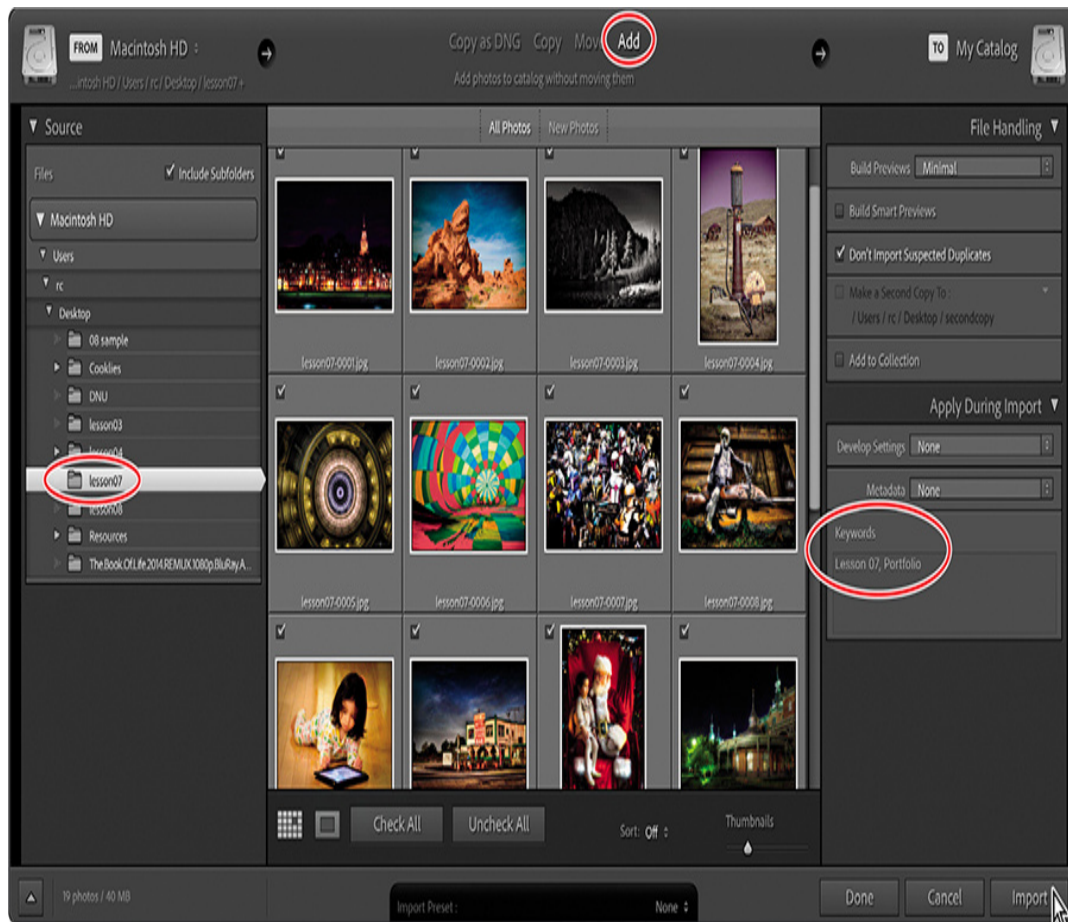 FROM Macintosh HD
...intosh HD / Users / rc / Desktop / lesson07 +
Copy as DNG Copy Move Add
Add photos to catalog without moving them
TO My Catalog
Source
Files Include Subfolders
Macintosh HD
Users
rc
Desktop
08 sample
Cooklies
DNU
lesson03
lesson04
lesson07
lesson08
Resources
The.Book.Of.Life.2014.REMUX.1080p.BluRay.A...
All Photos New Photos
lesson07-0001.jpg lesson07-0002.jpg lesson07-0003.jpg lesson07-0004.jpg
lesson07-0005.jpg lesson07-0006.jpg lesson07-0007.jpg lesson07-0008.jpg
Check All Uncheck All Sort: Off Thumbnails
File Handling
Build Previews Minimal
Build Smart Previews
Don't Import Suspected Duplicates
Make a Second Copy To :
/ Users / rc / Desktop / secondcopy
Add to Collection
Apply During Import
Develop Settings None
Metadata None
Keywords
Lesson 07, Portfolio
19 photos / 40 MB
Import Preset : None
Done Cancel Import